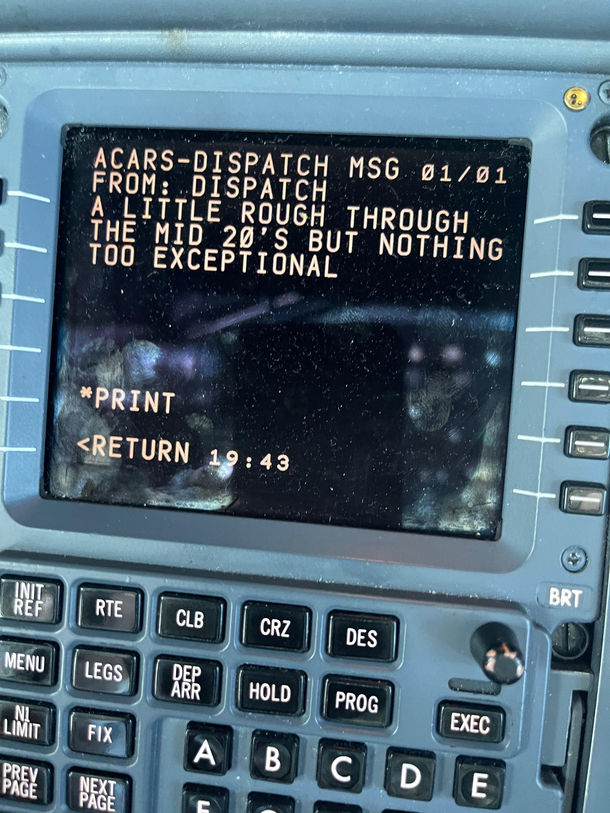 ACARS-DISPATCH MSG 01/01
FROM: DISPATCH
A LITTLE ROUGH THROUGH
THE MID 20'S BUT NOTHING
TOO EXCEPTIONAL
*PRINT
<RETURN 19:43
BRT
INIT REF
RTE
CLB
CRZ
DES
MENU
LEGS
DEP ARR
HOLD
PROG
EXEC
N1 LIMIT
FIX
PREV PAGE
NEXT PAGE
A
B
C
D
E